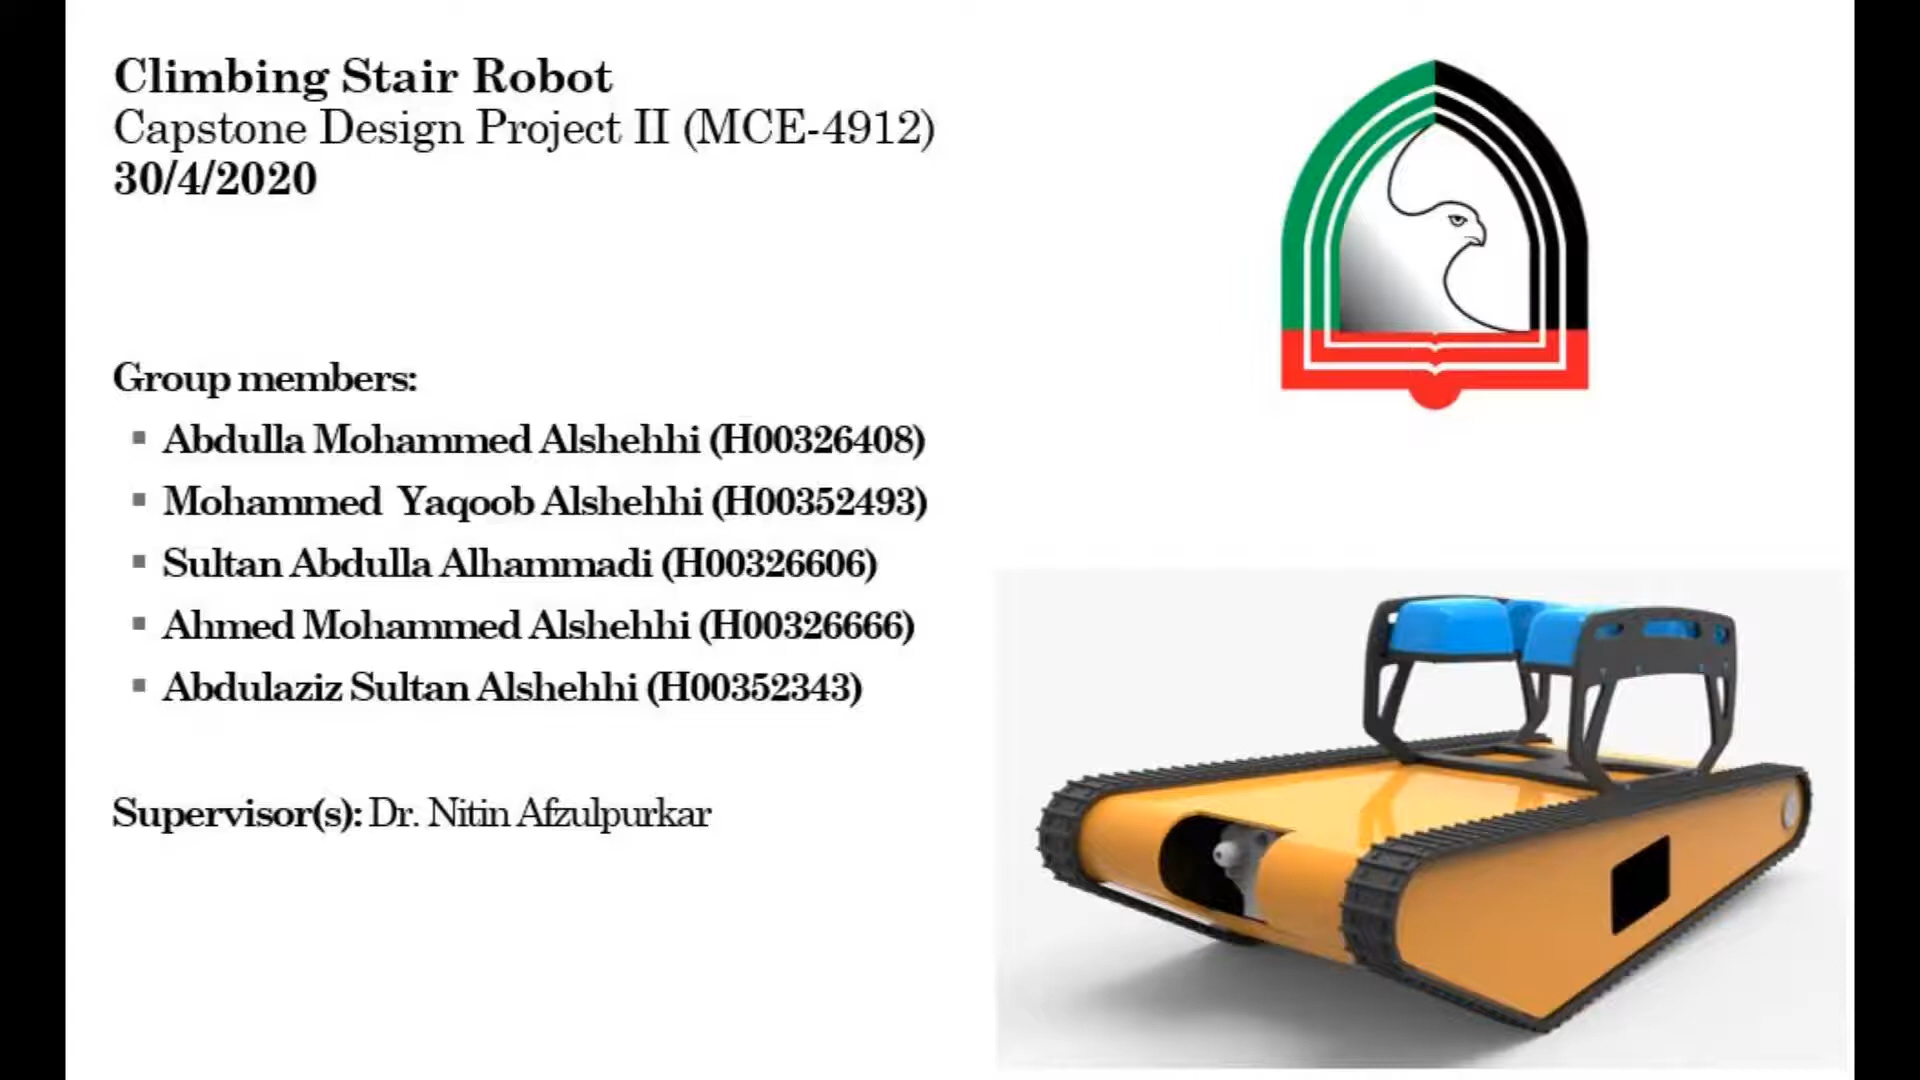 Climbing Stair Robot
Capstone Design Project II (MCE-4912)
30/4/2020
Group members:
▪ Abdulla Mohammed Alshehhi (H00326408)
▪ Mohammed Yaqoob Alshehhi (H00352493)
▪ Sultan Abdulla Alhammadi (H00326606)
▪ Ahmed Mohammed Alshehhi (H00326666)
▪ Abdulaziz Sultan Alshehhi (H00352343)
Supervisor(s): Dr. Nitin Afzulpurkar